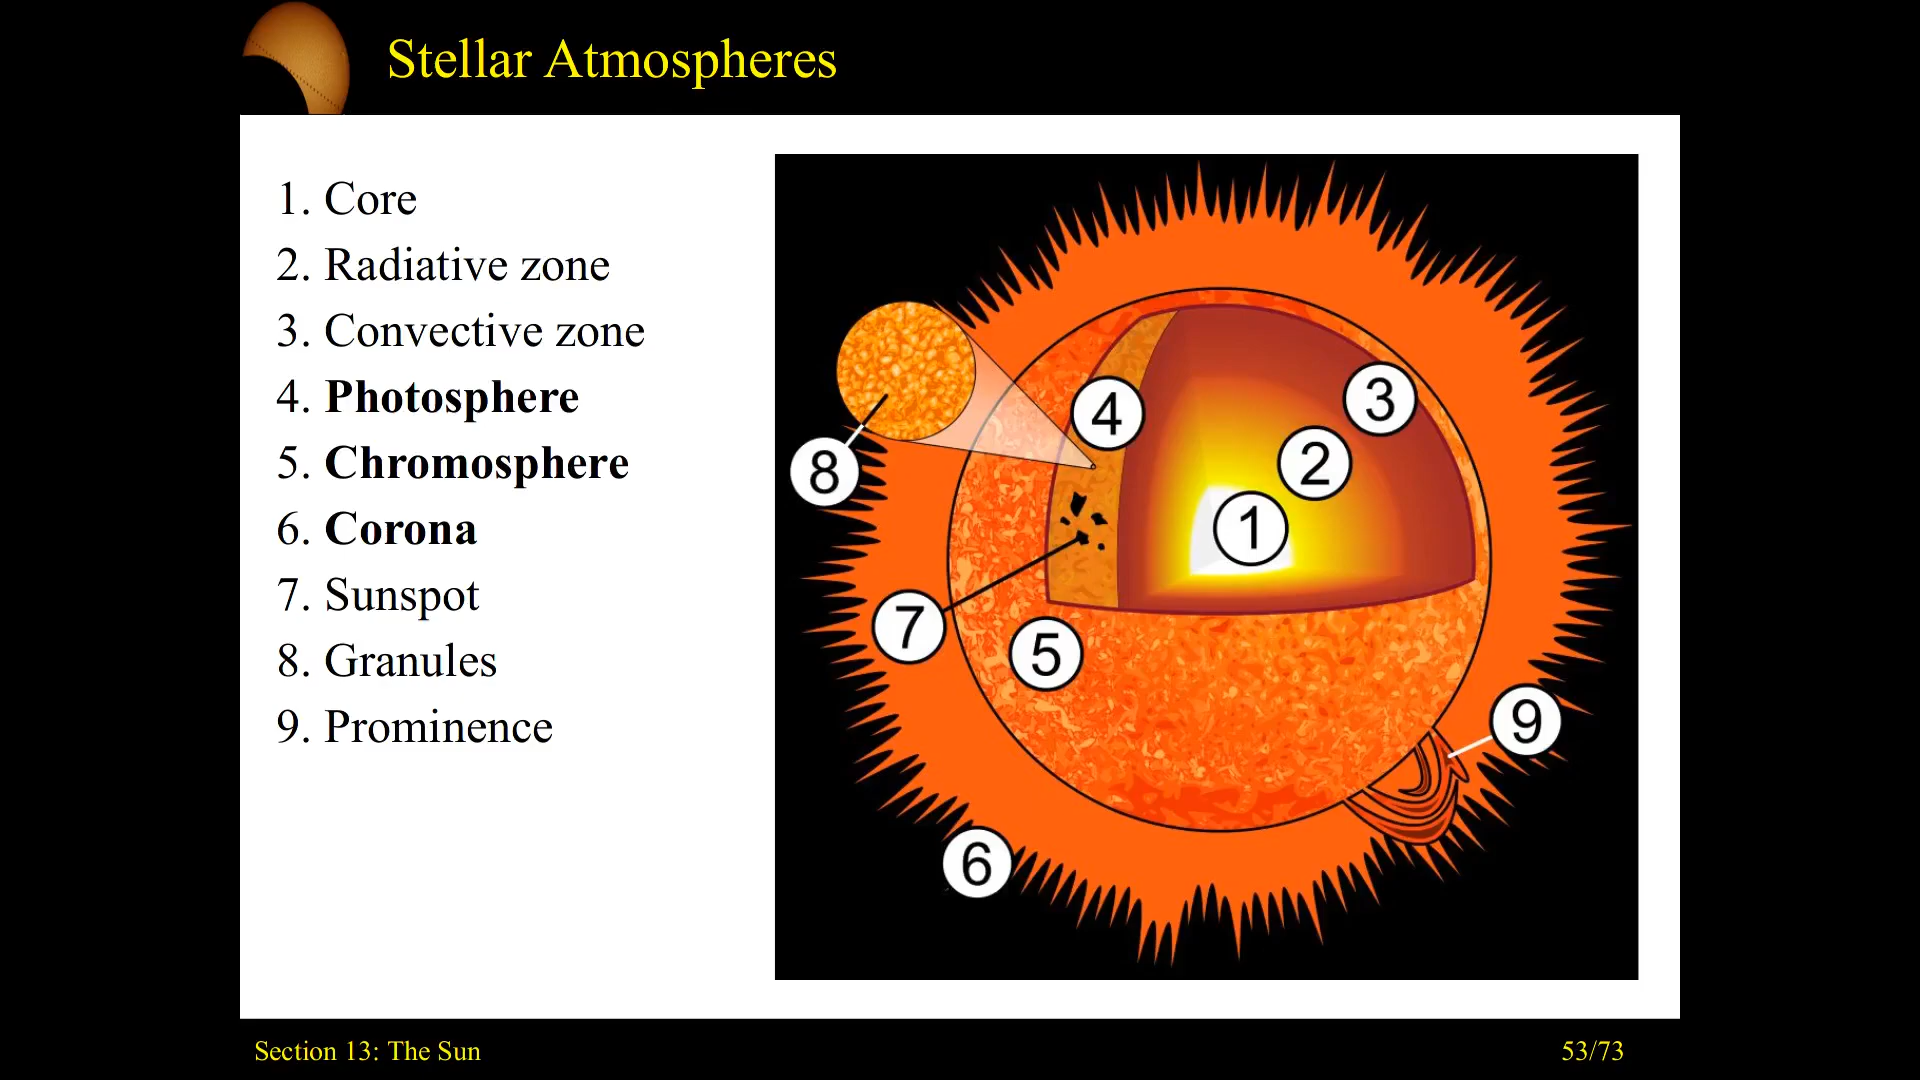 Stellar Atmospheres
1. Core
2. Radiative zone
3. Convective zone
4. Photosphere
5. Chromosphere
6. Corona
7. Sunspot
8. Granules
9. Prominence
4
3
2
8
1
7
5
9
6
Section 13: The Sun
53/73